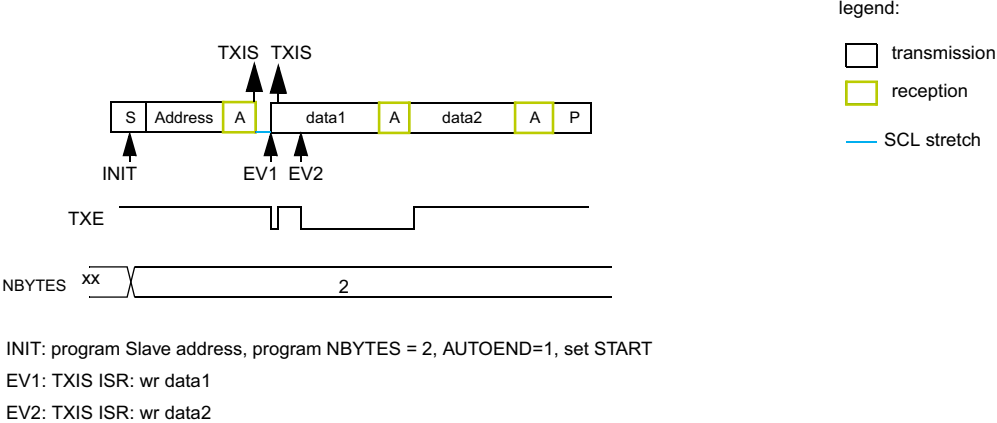 legend:
TXIS TXIS
transmission
S Address A data1 A data2 A P
reception
SCL stretch
INIT EV1 EV2
TXE
NBYTES xx 2
INIT: program Slave address, program NBYTES = 2, AUTOEND=1, set START
EV1: TXIS ISR: wr data1
EV2: TXIS ISR: wr data2